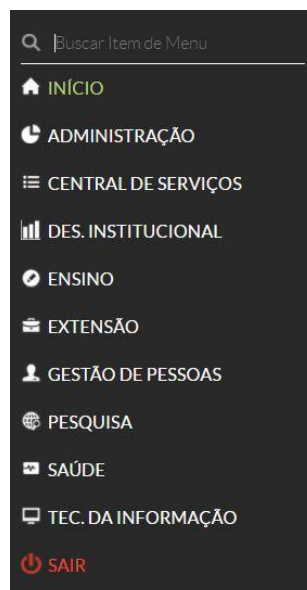 Buscar Item de Menu
INÍCIO
ADMINISTRAÇÃO
CENTRAL DE SERVIÇOS
DES. INSTITUCIONAL
ENSINO
EXTENSÃO
GESTÃO DE PESSOAS
PESQUISA
SAÚDE
TEC. DA INFORMAÇÃO
SAIR